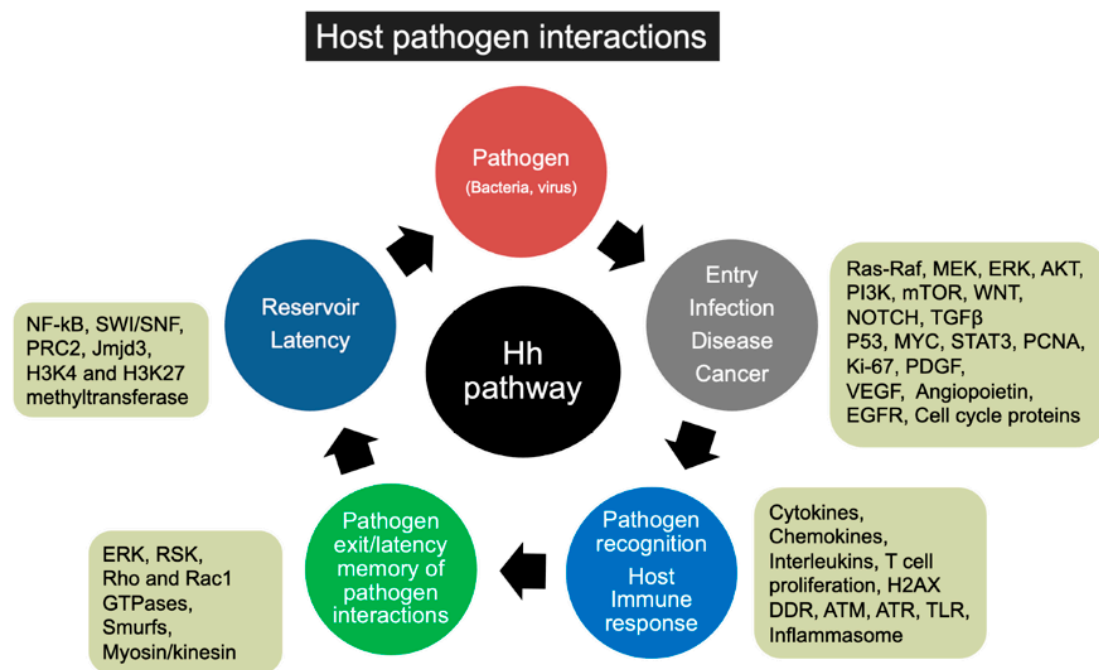 Host pathogen interactions
Pathogen
(Bacteria, virus)
Entry
Infection
Disease
Cancer
Ras-Raf, MEK, ERK, AKT,
PI3K, mTOR, WNT,
NOTCH, TGFβ
P53, MYC, STAT3, PCNA,
Ki-67, PDGF,
VEGF, Angiopoietin,
EGFR, Cell cycle proteins
Reservoir
Latency
NF-kB, SWI/SNF,
PRC2, Jmjd3,
H3K4 and H3K27
methyltransferase
Hh
pathway
Pathogen
recognition
Host
Immune
response
Cytokines,
Chemokines,
Interleukins, T cell
proliferation, H2AX
DDR, ATM, ATR, TLR,
Inflammasome
Pathogen
exit/latency
memory of
pathogen
interactions
ERK, RSK,
Rho and Rac1
GTPases,
Smurfs,
Myosin/kinesin